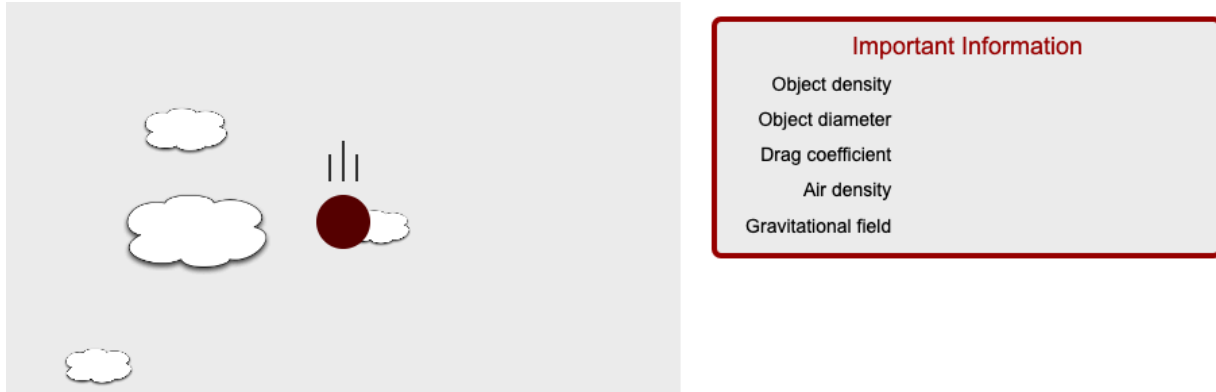 Important Information
Object density
Object diameter
Drag coefficient
Air density
Gravitational field